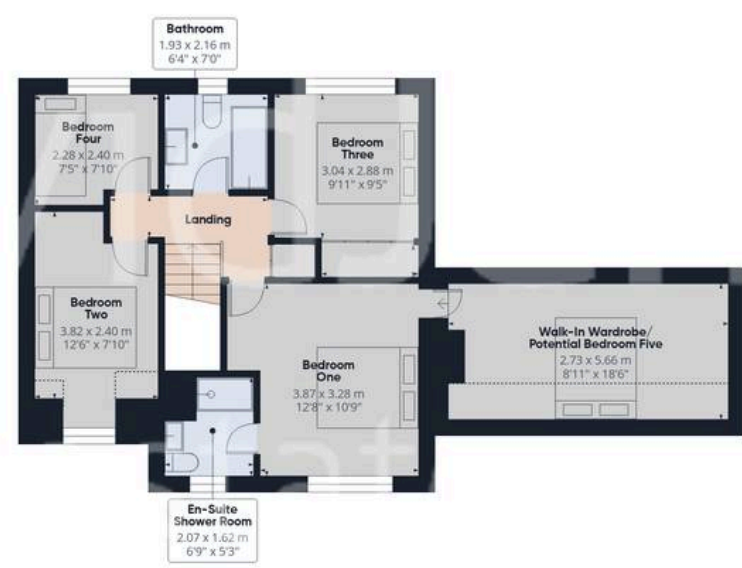 Bathroom
1.93 x 2.16 m
6'4" x 7'0"
Bedroom
Four
2.28 x 2.40 m
7'5" x 7'10"
Bedroom
Three
3.04 x 2.88 m
9'11" x 9'5"
Landing
Bedroom
Two
3.82 x 2.40 m
12'6" x 7'10"
Bedroom
One
3.87 x 3.28 m
12'8" x 10'9"
Walk-In Wardrobe/
Potential Bedroom Five
2.73 x 5.66 m
8'11" x 18'6"
En-Suite
Shower Room
2.07 x 1.62 m
6'9" x 5'3"